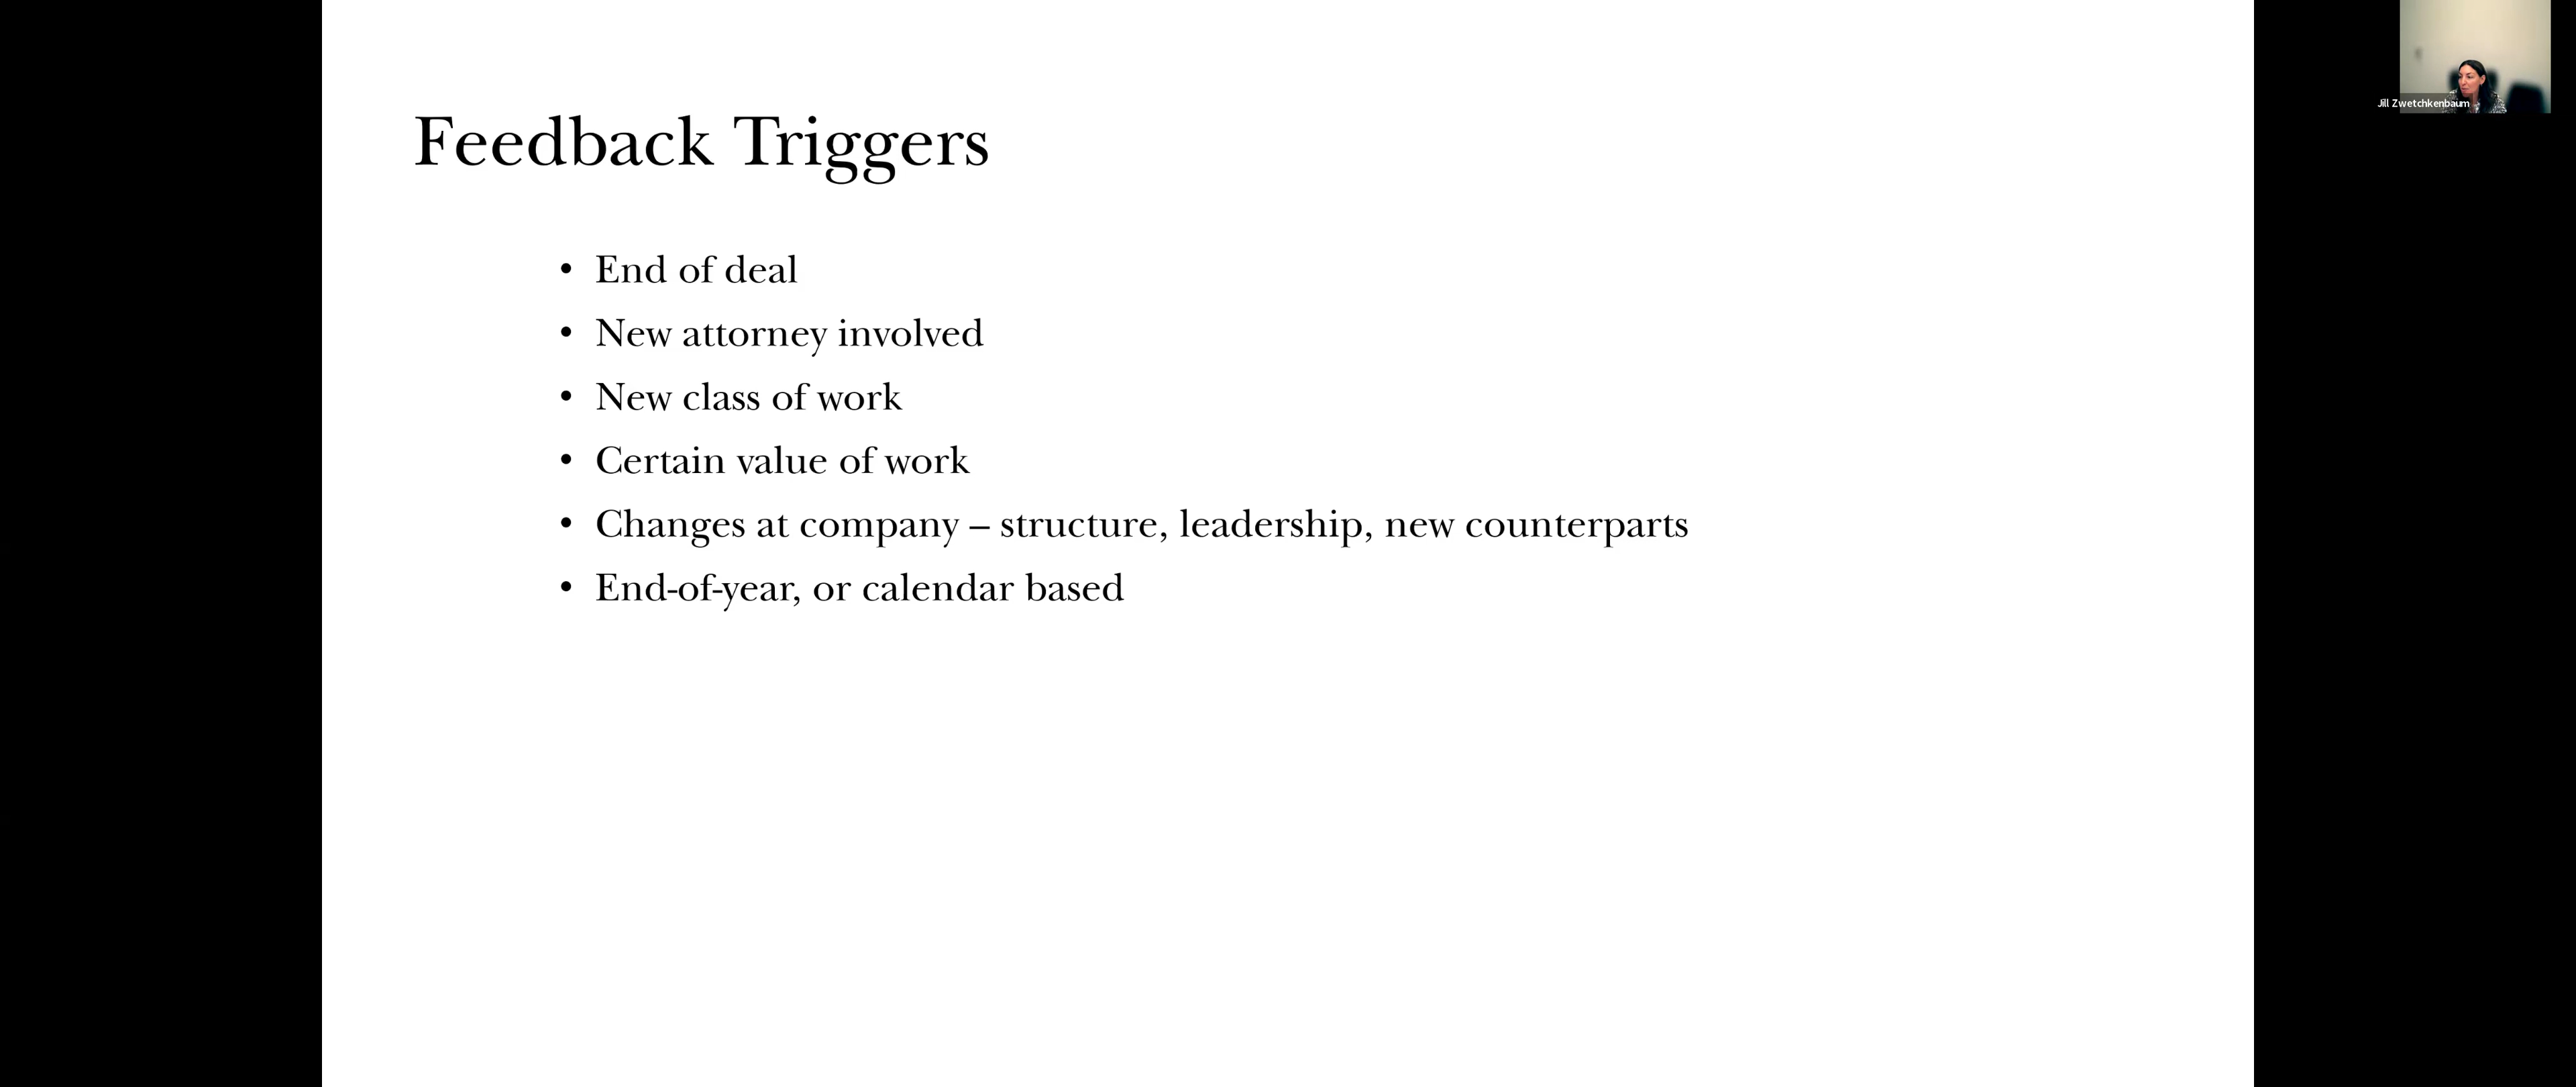 Feedback Triggers
• End of deal
• New attorney involved
• New class of work
• Certain value of work
• Changes at company – structure, leadership, new counterparts
• End-of-year, or calendar based
Jill Zwetchkenbaum